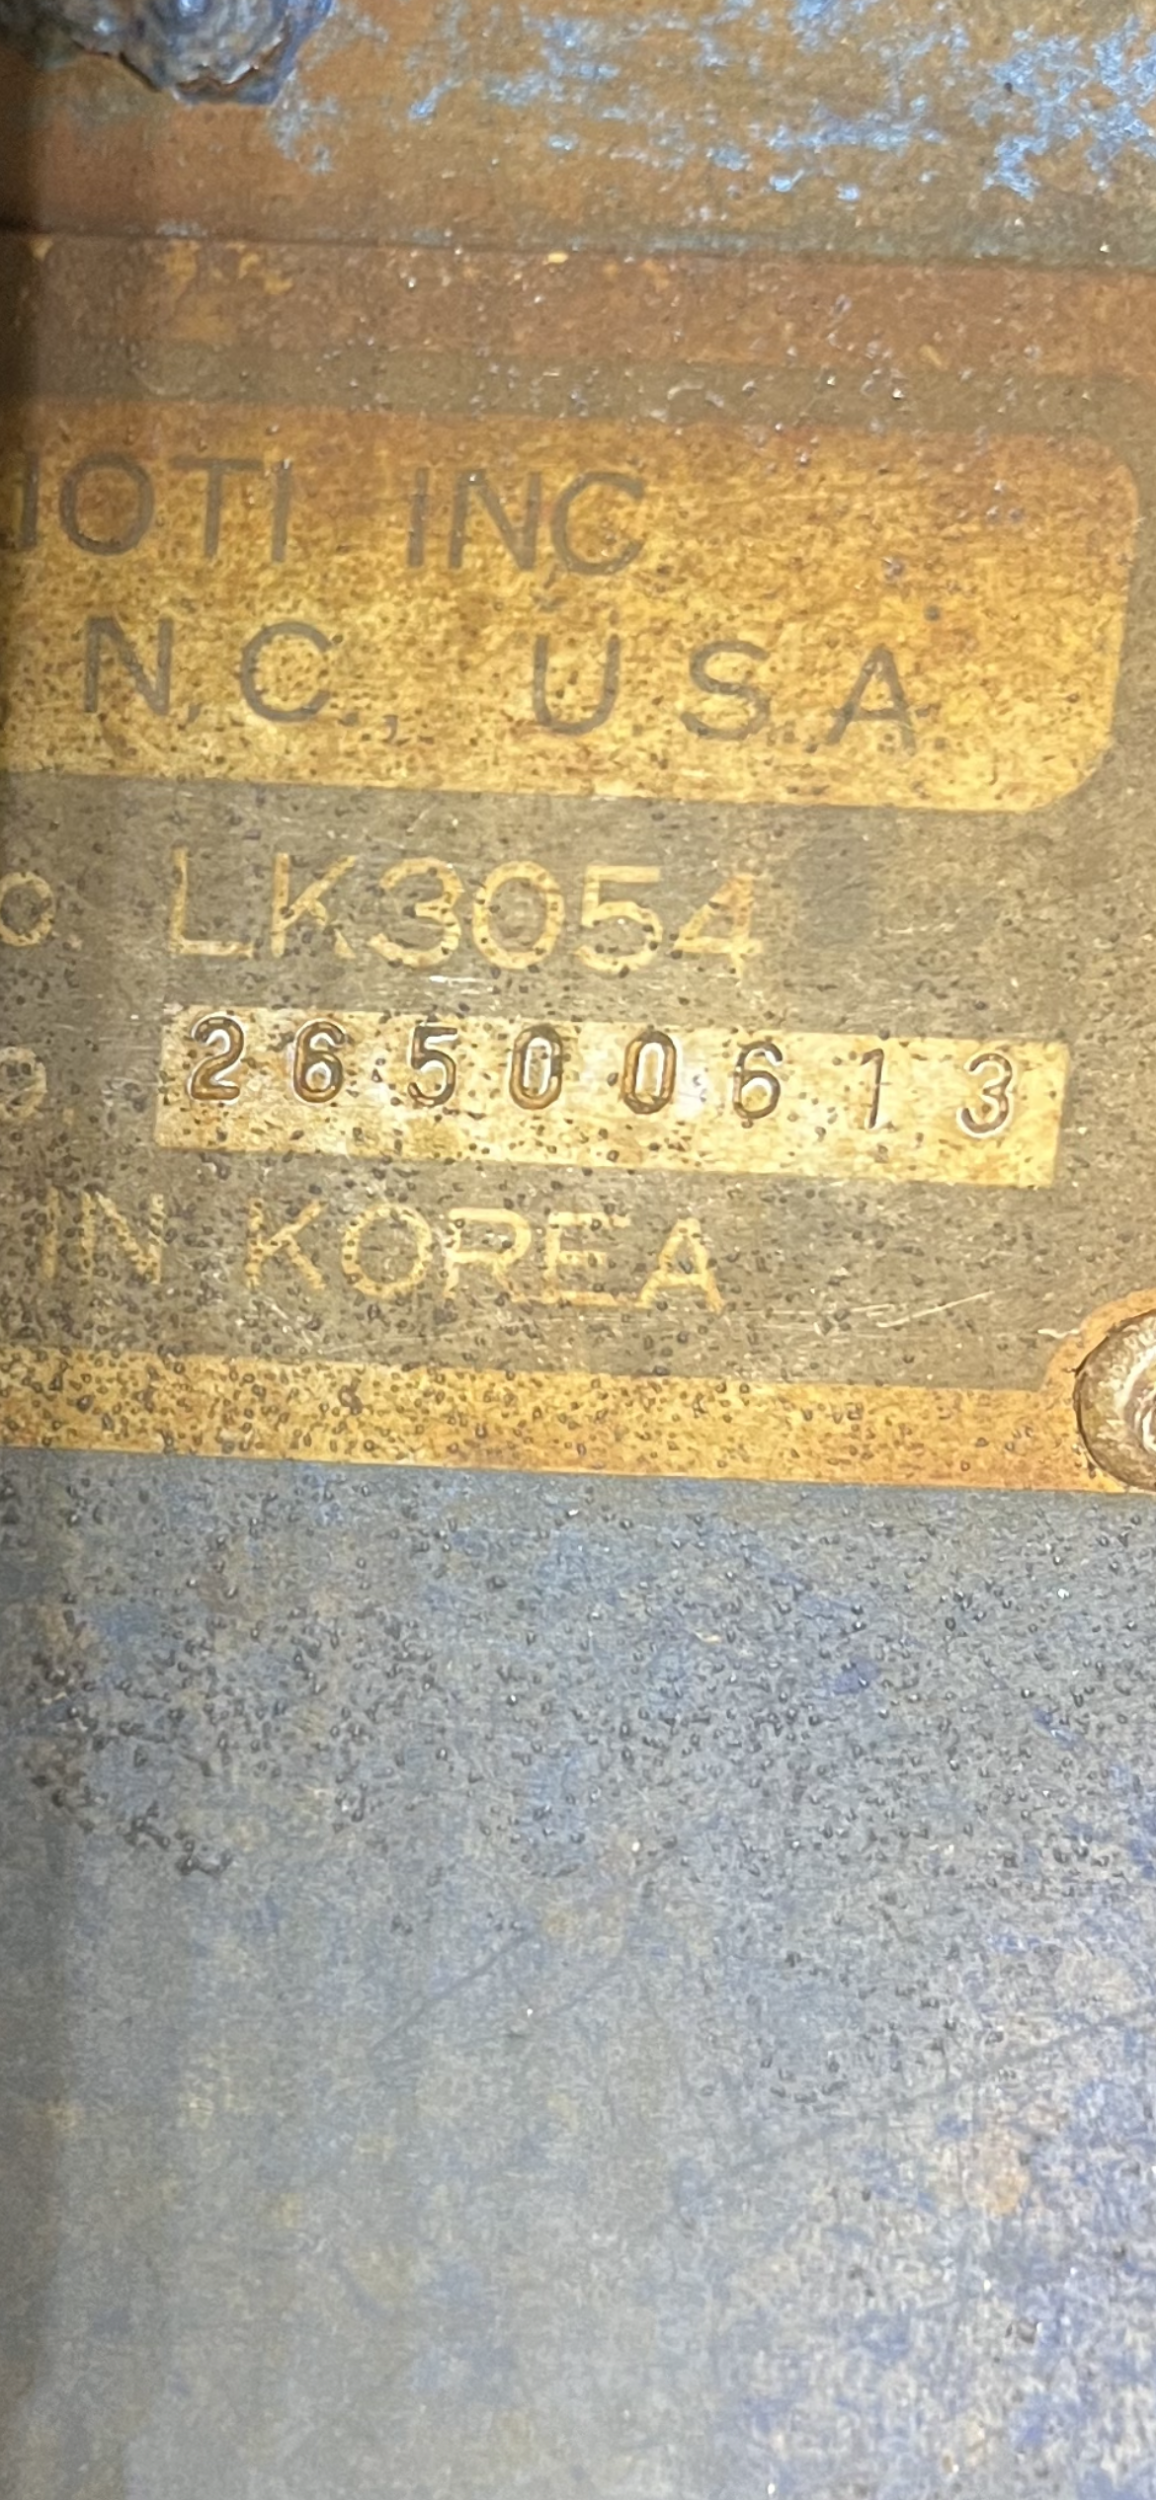 IOTI INC
N.C., U.S.A.
O. LK3054
O. 26500613
IN KOREA